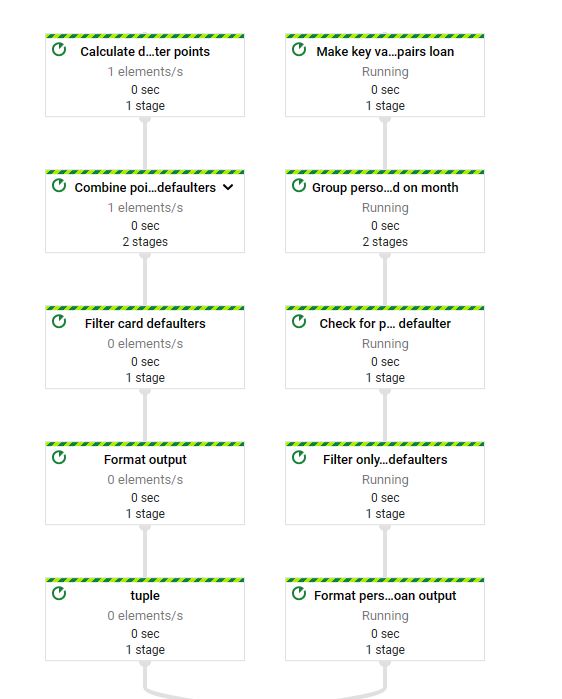 Calculate d...ter points
1 elements/s
0 sec
1 stage
Make key va...pairs loan
Running
0 sec
1 stage
Combine poi...defaulters
1 elements/s
0 sec
2 stages
Group perso...d on month
Running
0 sec
2 stages
Filter card defaulters
0 elements/s
0 sec
1 stage
Check for p... defaulter
Running
0 sec
1 stage
Format output
0 elements/s
0 sec
1 stage
Filter only...defaulters
Running
0 sec
1 stage
tuple
0 elements/s
0 sec
1 stage
Format pers...oan output
Running
0 sec
1 stage